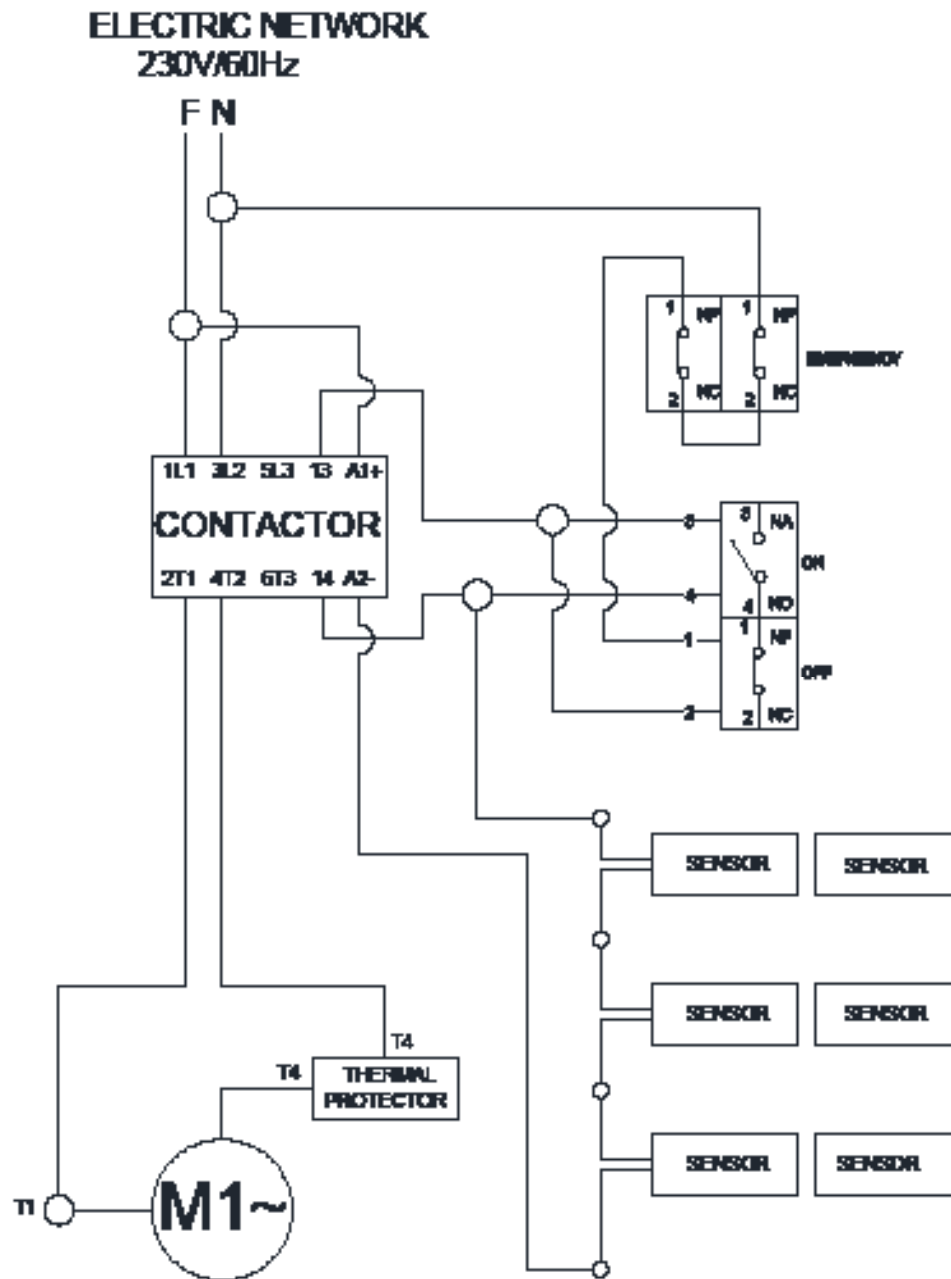 ELECTRIC NETWORK
230V/60Hz
F N
1 NF 1 NF
EMERGENCY
2 NC 2 NC
1L1 3L2 5L3 13 A1+
CONTACTOR
2T1 4T2 6T3 14 A2-
NA
ON
4 4 NO
1 1 NF
OFF
2 2 NC
SENSOR SENSOR
SENSOR SENSOR
T4
T4 THERMAL
PROTECTOR
SENSOR SENSOR
T1 M1~